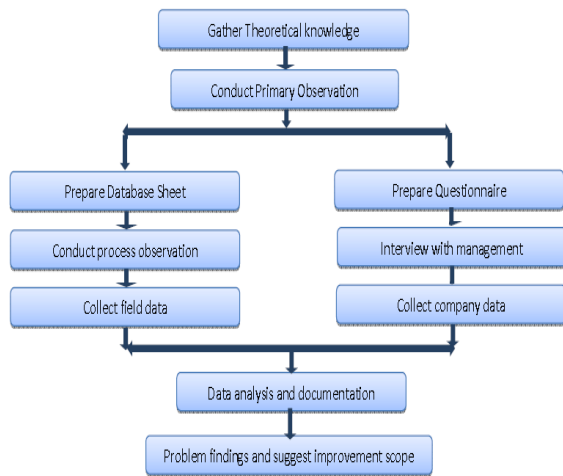 Gather Theoretical knowledge
Conduct Primary Observation
Prepare Database Sheet
Conduct process observation
Collect field data
Prepare Questionnaire
Interview with management
Collect company data
Data analysis and documentation
Problem findings and suggest improvement scope